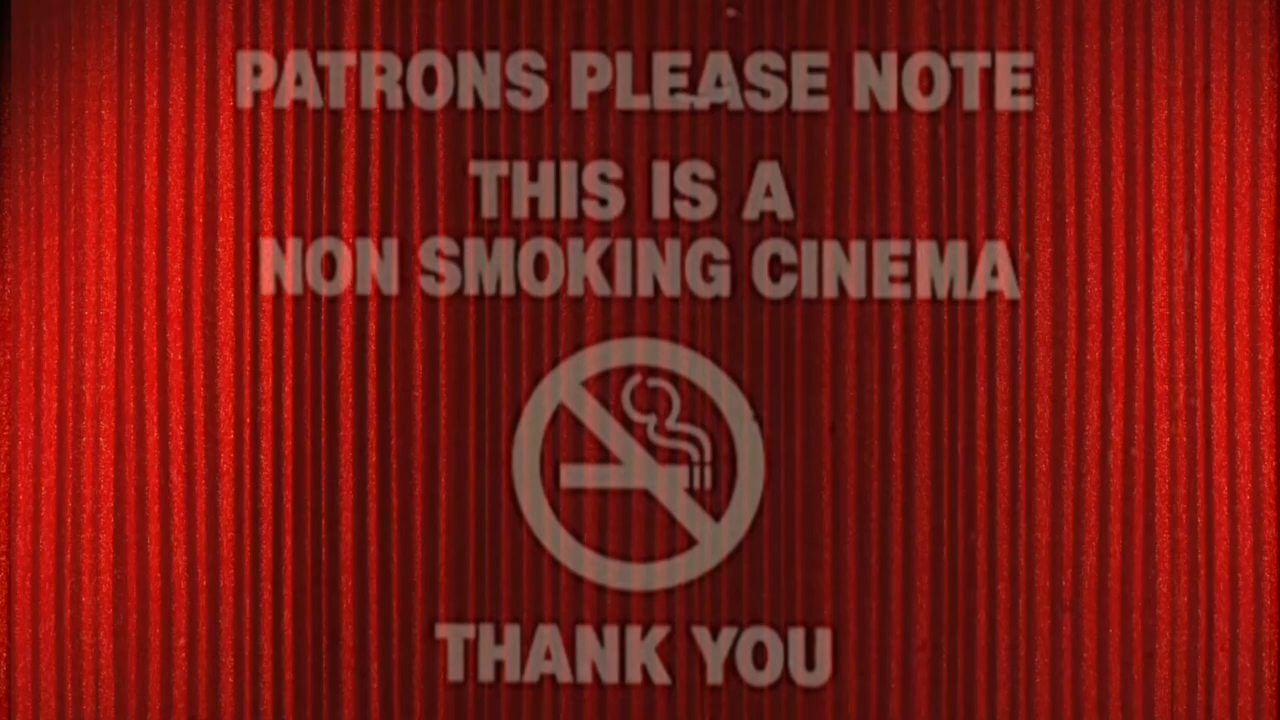 PATRONS PLEASE NOTE
THIS IS A
NON SMOKING CINEMA
THANK YOU